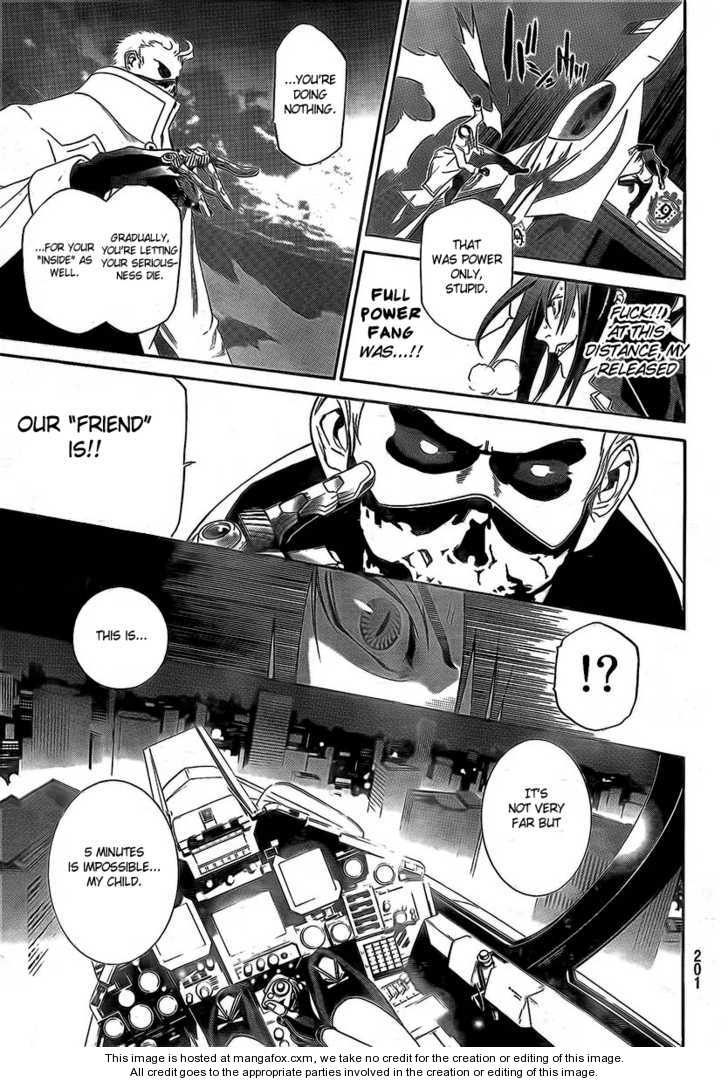 FUCK!!
AT THIS
DISTANCE, MY
RELEASED
FULL
POWER
FANG
WAS...!!
THAT
WAS POWER
ONLY,
STUPID.
...YOU'RE
DOING
NOTHING.
GRADUALLY,
YOU'RE LETTING
YOUR SERIOUS-
NESS DIE.
...FOR YOUR
"INSIDE" AS
WELL.
OUR "FRIEND"
IS!!
!?
THIS IS...
IT'S
NOT VERY
FAR BUT
5 MINUTES
IS IMPOSSIBLE...
MY CHILD.
201
This image is hosted at mangafox.cxm, we take no credit for the creation or editing of this image.
All credit goes to the appropriate parties involved in the creation or editing of this image.